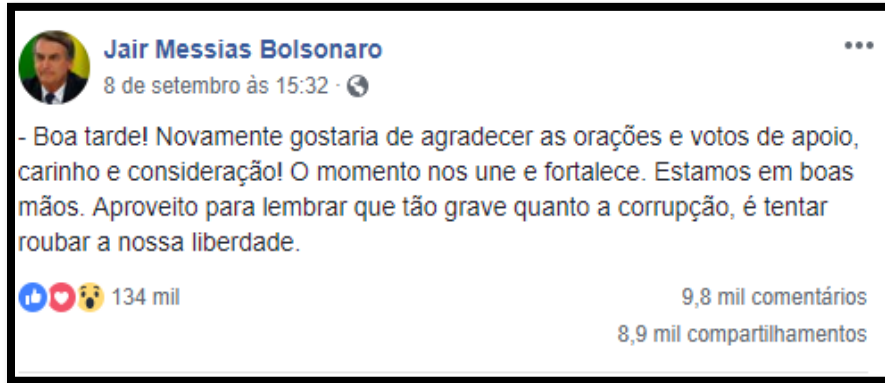 Jair Messias Bolsonaro
8 de setembro às 15:32 ·
- Boa tarde! Novamente gostaria de agradecer as orações e votos de apoio,
carinho e consideração! O momento nos une e fortalece. Estamos em boas
mãos. Aproveito para lembrar que tão grave quanto a corrupção, é tentar
roubar a nossa liberdade.
134 mil
9,8 mil comentários
8,9 mil compartilhamentos